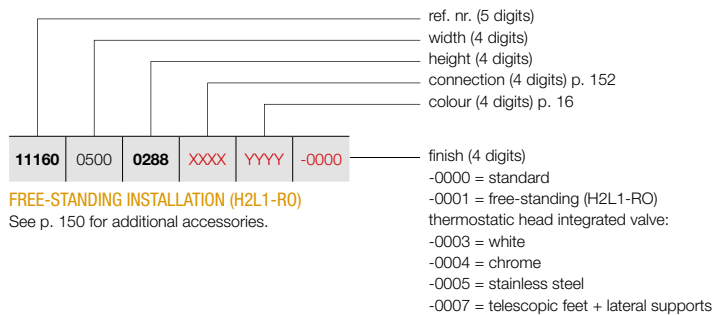 ref. nr. (5 digits)
width (4 digits)
height (4 digits)
connection (4 digits) p. 152
colour (4 digits) p. 16
11160 0500 0288 XXXX YYYY -0000
finish (4 digits)
-0000 = standard
-0001 = free-standing (H2L1-RO)
thermostatic head integrated valve:
-0003 = white
-0004 = chrome
-0005 = stainless steel
-0007 = telescopic feet + lateral supports
FREE-STANDING INSTALLATION (H2L1-RO)
See p. 150 for additional accessories.